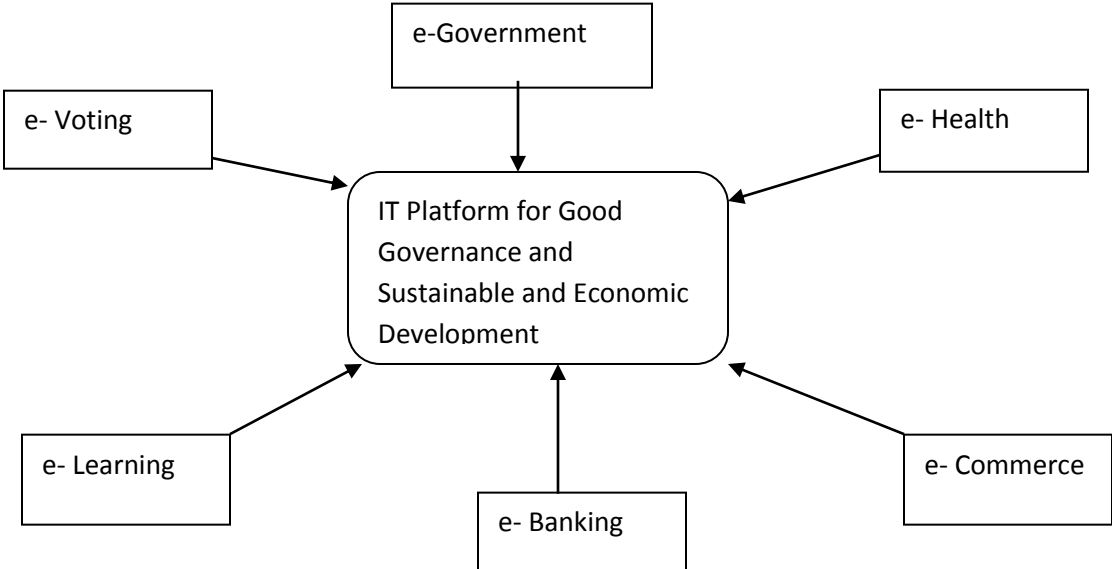 e-Government
e- Voting
e- Health
IT Platform for Good
Governance and
Sustainable and Economic
Development
e- Learning
e- Banking
e- Commerce